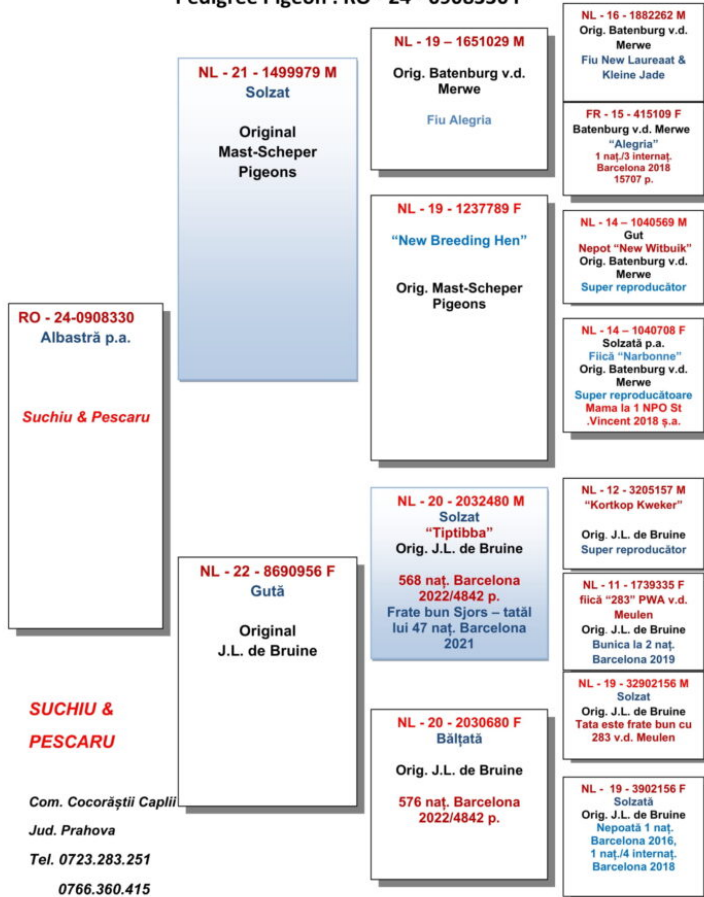 RO - 24-0908330
Albastră p.a.
Suchiu & Pescaru
SUCHIU &
PESCARU
Com. Cocorăștii Caplii
Jud. Prahova
Tel. 0723.283.251
0766.360.415
NL - 21 - 1499979 M
Solzat
Original
Mast-Scheper
Pigeons
NL - 22 - 8690956 F
Gută
Original
J.L. de Bruine
NL - 19 – 1651029 M
Orig. Batenburg v.d.
Merwe
Fiu Alegria
NL - 19 - 1237789 F
“New Breeding Hen”
Orig. Mast-Scheper
Pigeons
NL - 20 - 2032480 M
Solzat
“Tiptibba”
Orig. J.L. de Bruine
568 naț. Barcelona
2022/4842 p.
Frate bun Sjors – tatăl
lui 47 naț. Barcelona
2021
NL - 20 - 2030680 F
Bălțată
Orig. J.L. de Bruine
576 naț. Barcelona
2022/4842 p.
NL - 16 - 1882262 M
Orig. Batenburg v.d.
Merwe
Fiu New Laureaat &
Kleine Jade
FR - 15 - 415109 F
Batenburg v.d. Merwe
“Alegria”
1 naț./3 internaț.
Barcelona 2018
15707 p.
NL - 14 – 1040569 M
Gut
Nepot “New Witbuik”
Orig. Batenburg v.d.
Merwe
Super reproducător
NL - 14 – 1040708 F
Solzată p.a.
Fiică “Narbonne”
Orig. Batenburg v.d.
Merwe
Super reproducătoare
Mama la 1 NPO St
.Vincent 2018 ș.a.
NL - 12 - 3205157 M
“Kortkop Kweker”
Orig. J.L. de Bruine
Super reproducător
NL - 11 - 1739335 F
fiică “283” PWA v.d.
Meulen
Orig. J.L. de Bruine
Bunica la 2 naț.
Barcelona 2019
NL - 19 - 32902156 M
Solzat
Orig. J.L. de Bruine
Tata este frate bun cu
283 v.d. Meulen
NL - 19 - 3902156 F
Solzată
Orig. J.L. de Bruine
Nepoată 1 naț.
Barcelona 2016,
1 naț./4 internaț.
Barcelona 2018